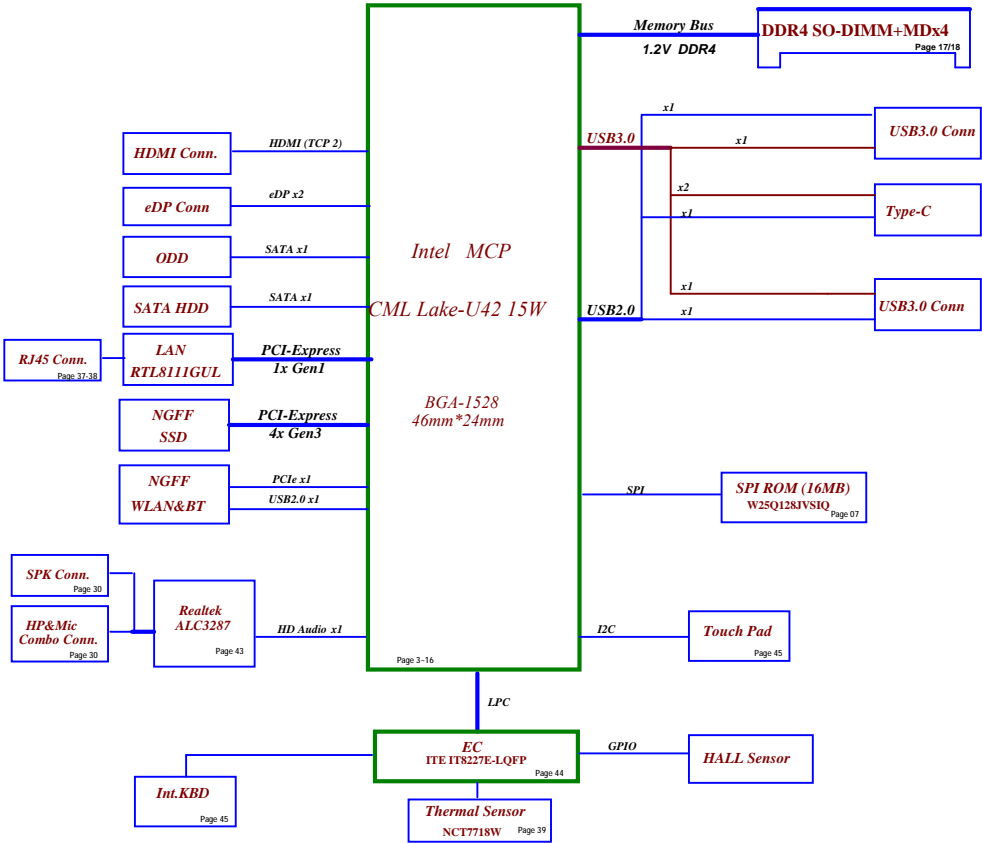 Memory Bus
1.2V DDR4
DDR4 SO-DIMM+MDx4
Page 17/18
HDMI Conn.
HDMI (TCP 2)
eDP Conn
eDP x2
ODD
SATA x1
SATA HDD
SATA x1
RJ45 Conn.
Page 37-38
LAN
RTL8111GUL
PCI-Express
1x Gen1
NGFF
SSD
PCI-Express
4x Gen3
NGFF
WLAN&BT
PCIe x1
USB2.0 x1
SPK Conn.
Page 30
HP&Mic
Combo Conn.
Page 30
Realtek
ALC3287
Page 43
HD Audio x1
Intel MCP
CML Lake-U42 15W
BGA-1528
46mm*24mm
Page 3-16
USB3.0
USB2.0
x1
x1
USB3.0 Conn
x2
x1
Type-C
x1
x1
USB3.0 Conn
SPI
SPI ROM (16MB)
W25Q128JVSIQ
Page 07
I2C
Touch Pad
Page 45
LPC
EC
ITE IT8227E-LQFP
Page 44
GPIO
HALL Sensor
Int.KBD
Page 45
Thermal Sensor
NCT7718W
Page 39